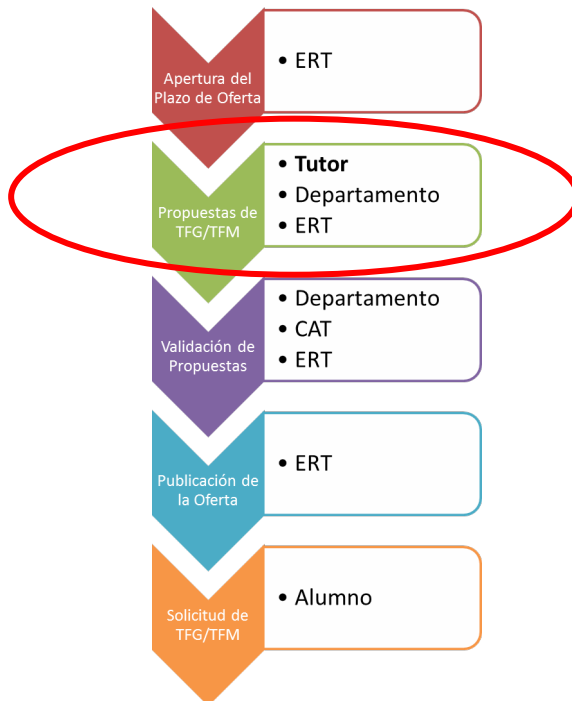 Apertura del
Plazo de Oferta
• ERT
Propuestas de
TFG/TFM
• Tutor
• Departamento
• ERT
Validación de
Propuestas
• Departamento
• CAT
• ERT
Publicación de
la Oferta
• ERT
Solicitud de
TFG/TFM
• Alumno